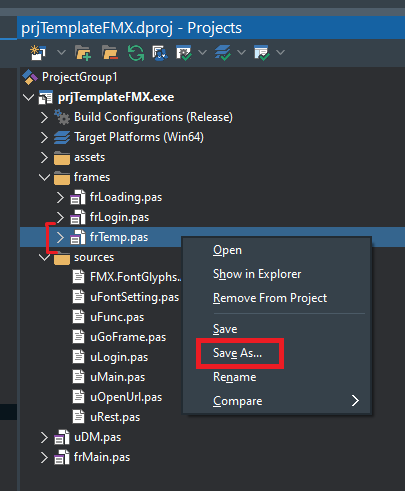 prjTemplateFMX.dproj - Projects
ProjectGroup1
prjTemplateFMX.exe
Build Configurations (Release)
Target Platforms (Win64)
assets
frames
frLoading.pas
frLogin.pas
frTemp.pas
sources
FMX.FontGlyphs..
uFontSetting.pas
uFunc.pas
uGoFrame.pas
uLogin.pas
uMain.pas
uOpenUrl.pas
uRest.pas
uDM.pas
frMain.pas
Open
Show in Explorer
Remove From Project
Save
Save As...
Rename
Compare